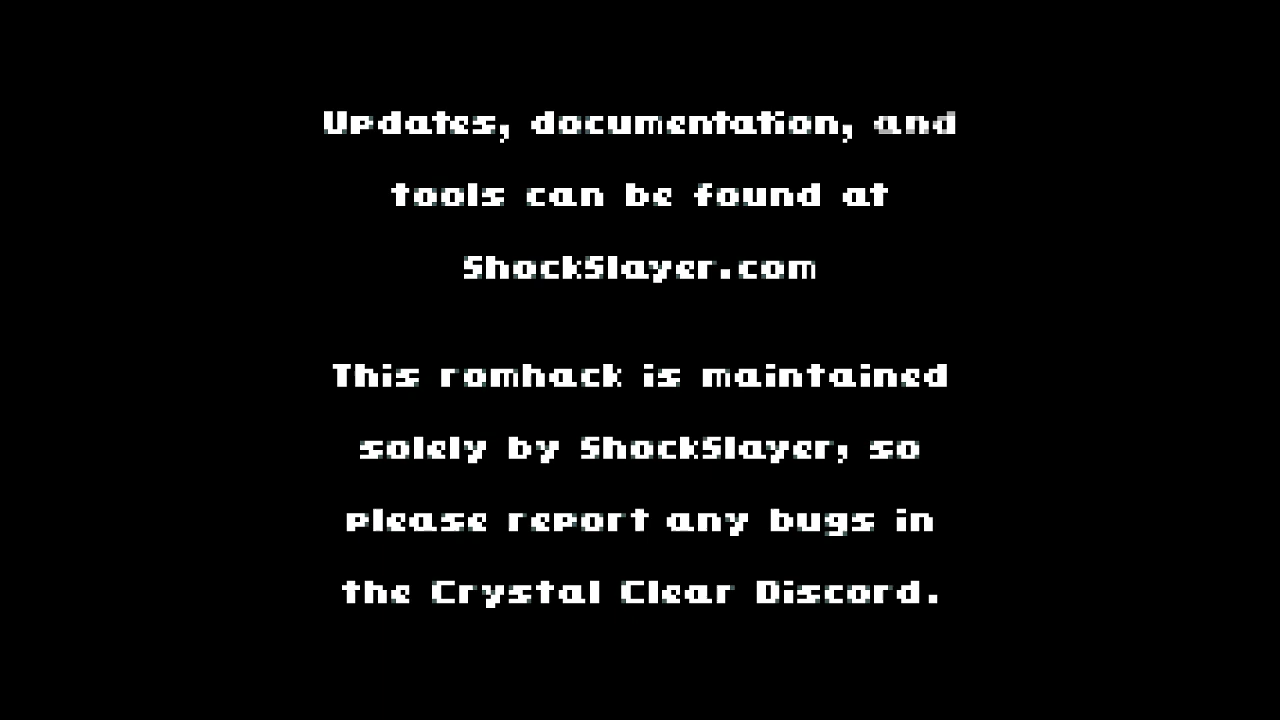 Updates, documentation, and
tools can be found at
ShockSlayer.com
This romhack is maintained
solely by ShockSlayer, so
please report any bugs in
the Crystal Clear Discord.